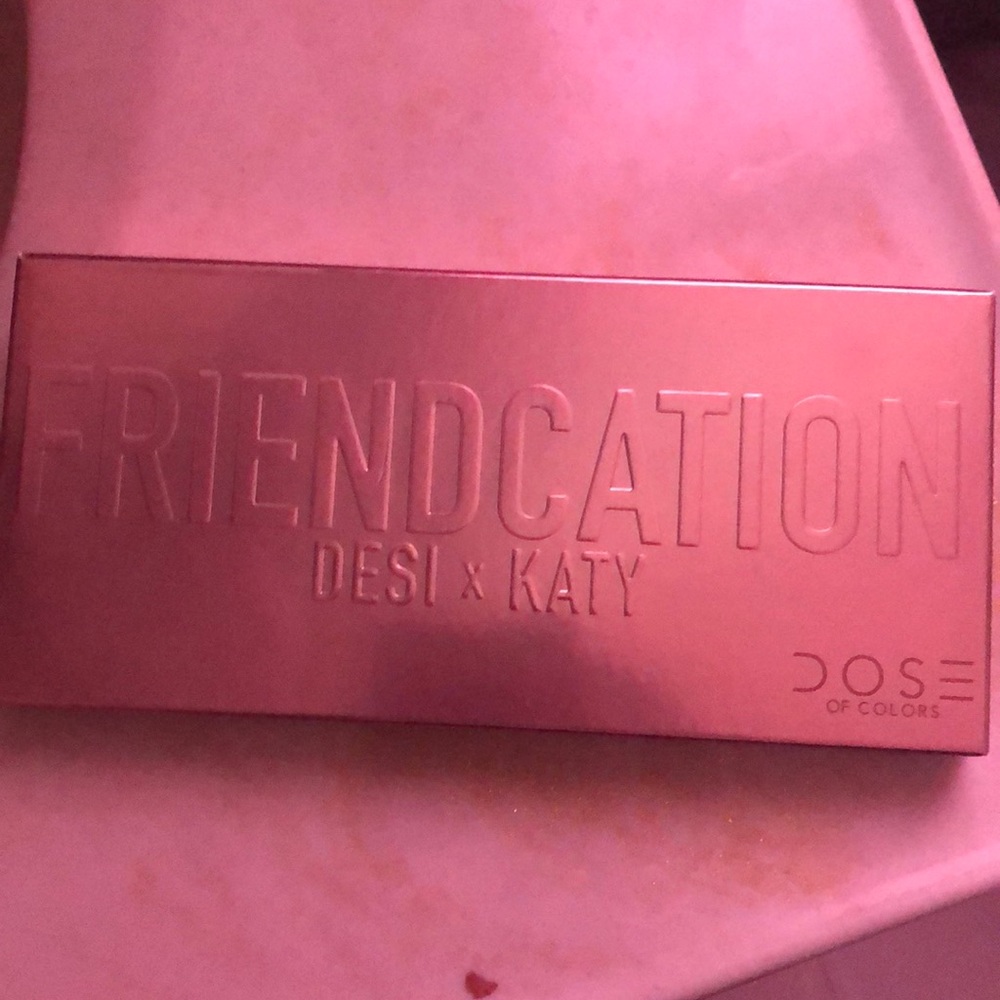 FRIENDCATION
DESI x KATY
DOSE
OF COLORS